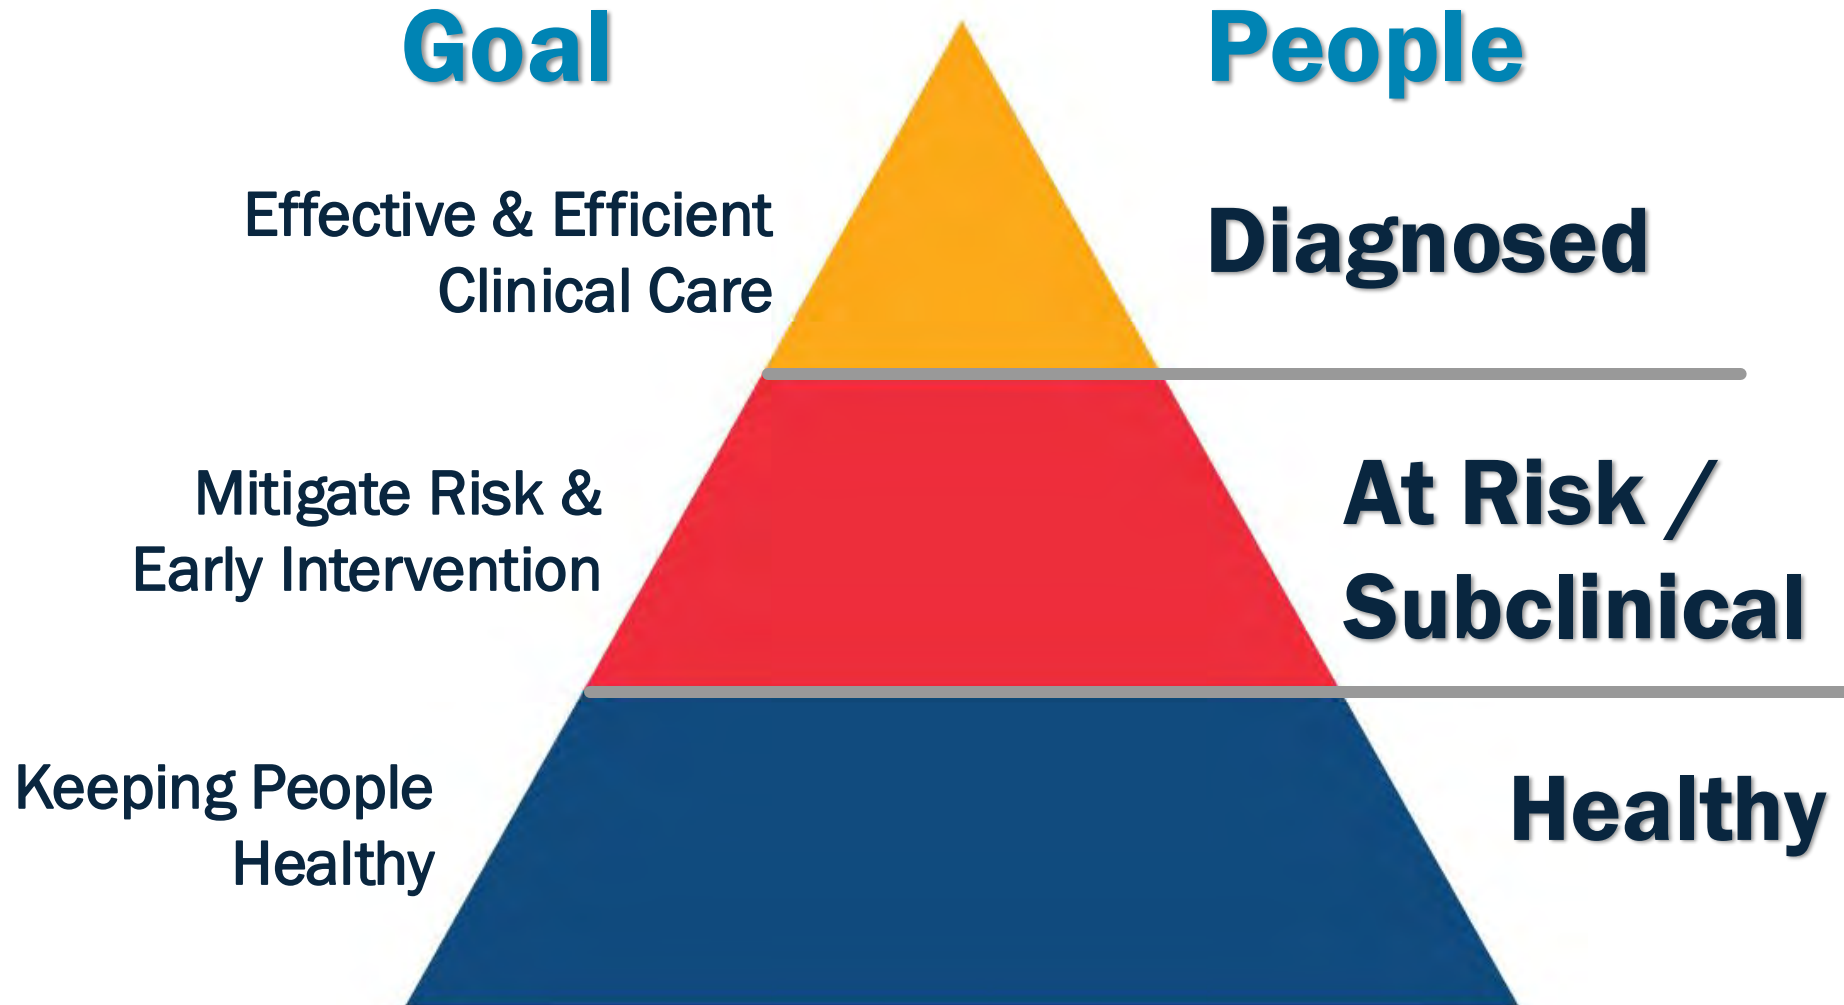 Goal
People
Effective & Efficient
Clinical Care
Diagnosed
Mitigate Risk &
Early Intervention
At Risk /
Subclinical
Keeping People
Healthy
Healthy